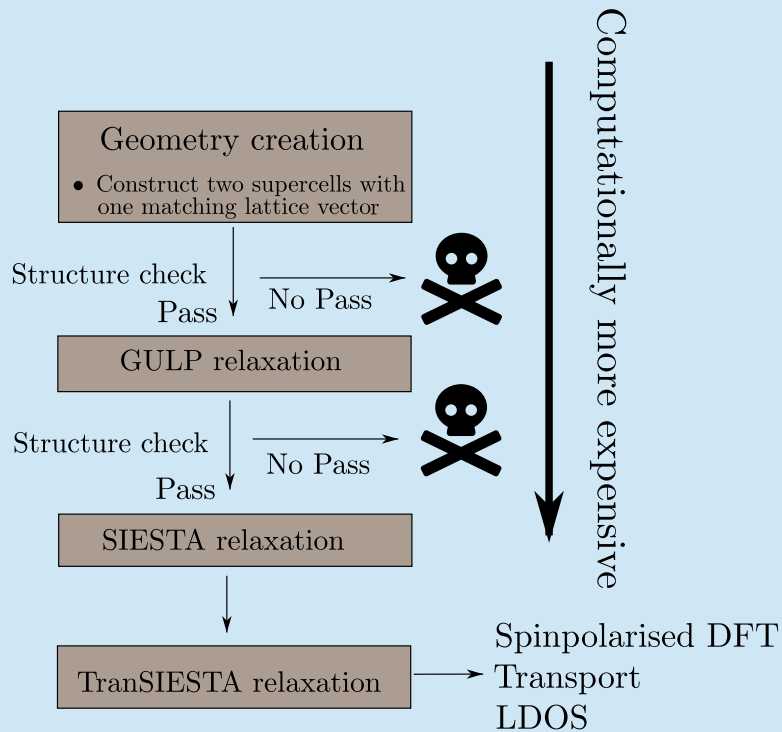 Geometry creation
• Construct two supercells with
one matching lattice vector
Structure check
No Pass
Pass
GULP relaxation
Structure check
No Pass
Pass
SIESTA relaxation
TranSIESTA relaxation
Spinpolarised DFT
Transport
LDOS
Computationally more expensive